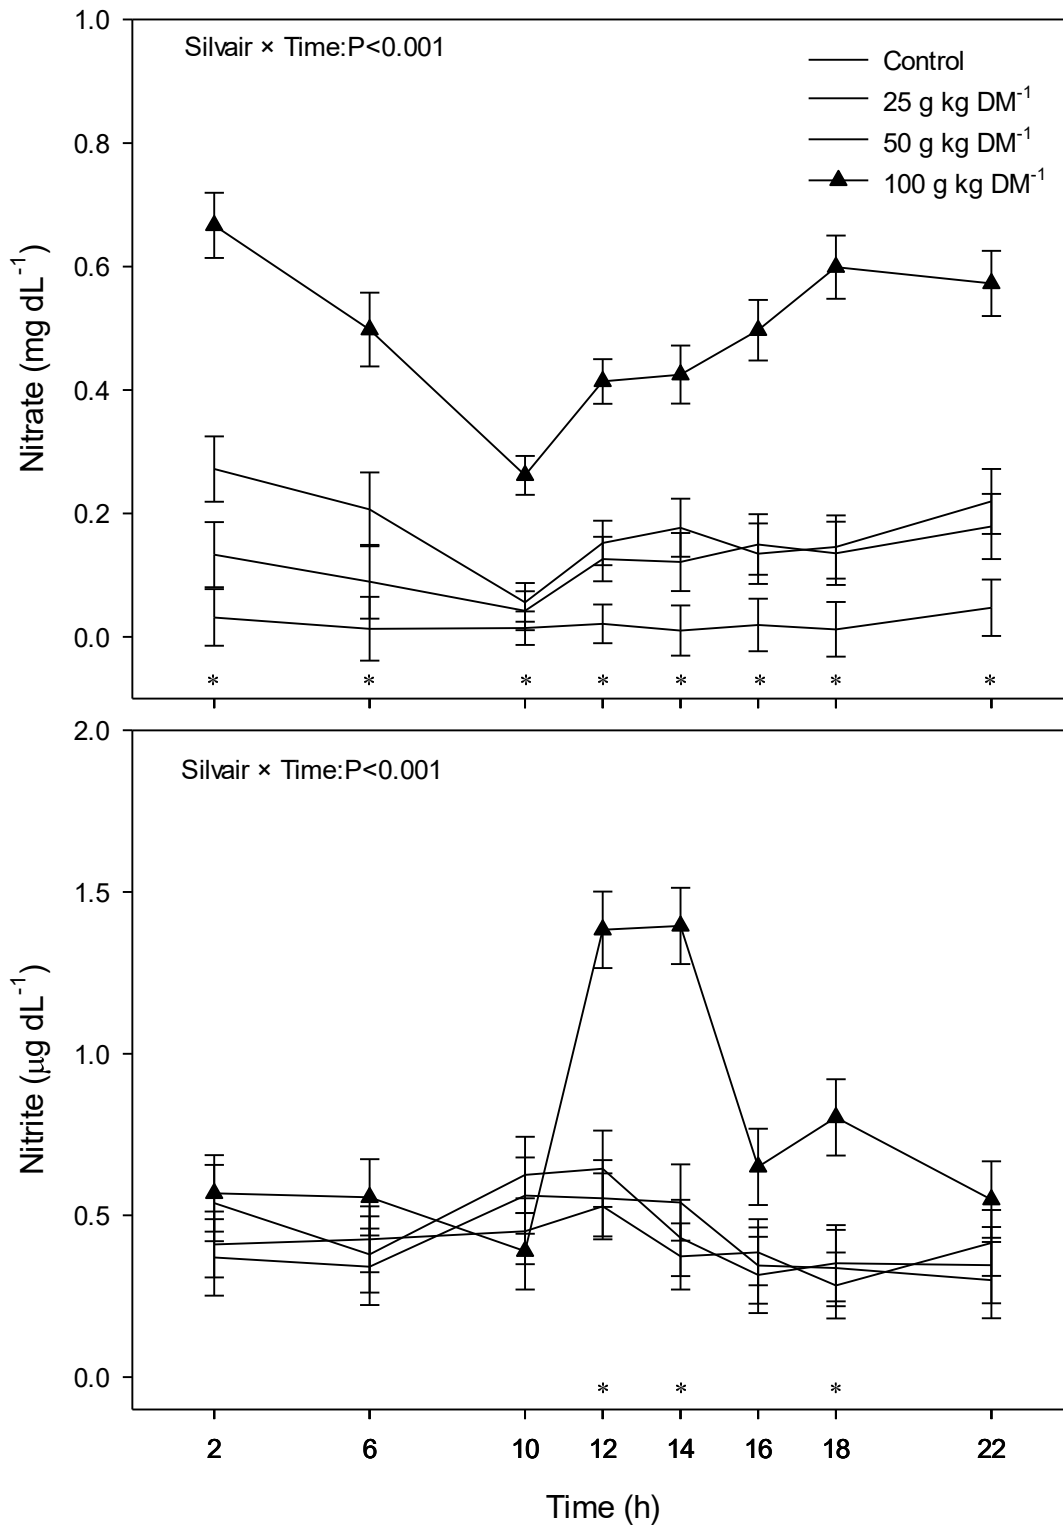 Silvair × Time:P<0.001
Control
25 g kg DM⁻¹
50 g kg DM⁻¹
100 g kg DM⁻¹
1.0
0.8
0.6
0.4
0.2
0.0
Nitrate (mg dL⁻¹)
* * * * * * * *
Silvair × Time:P<0.001
2.0
1.5
1.0
0.5
0.0
Nitrite (μg dL⁻¹)
* * *
2 6 10 12 14 16 18 22
Time (h)